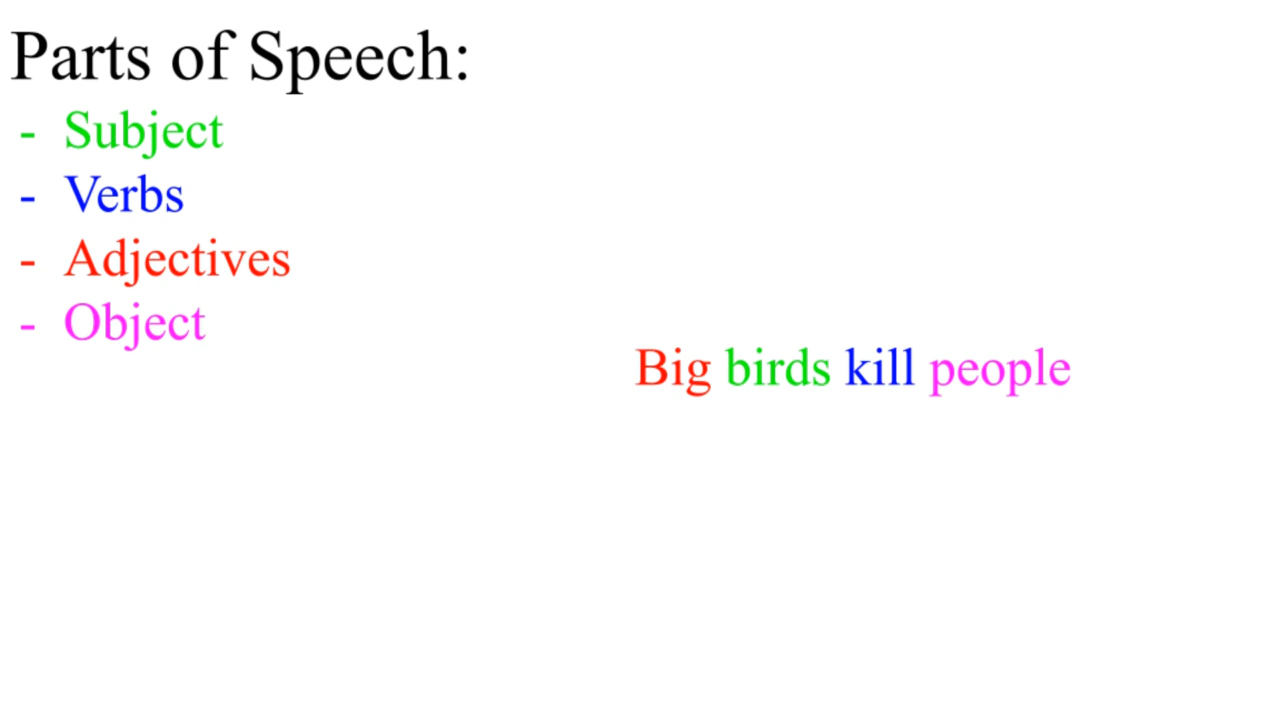 Parts of Speech:
- Subject
- Verbs
- Adjectives
- Object
Big birds kill people